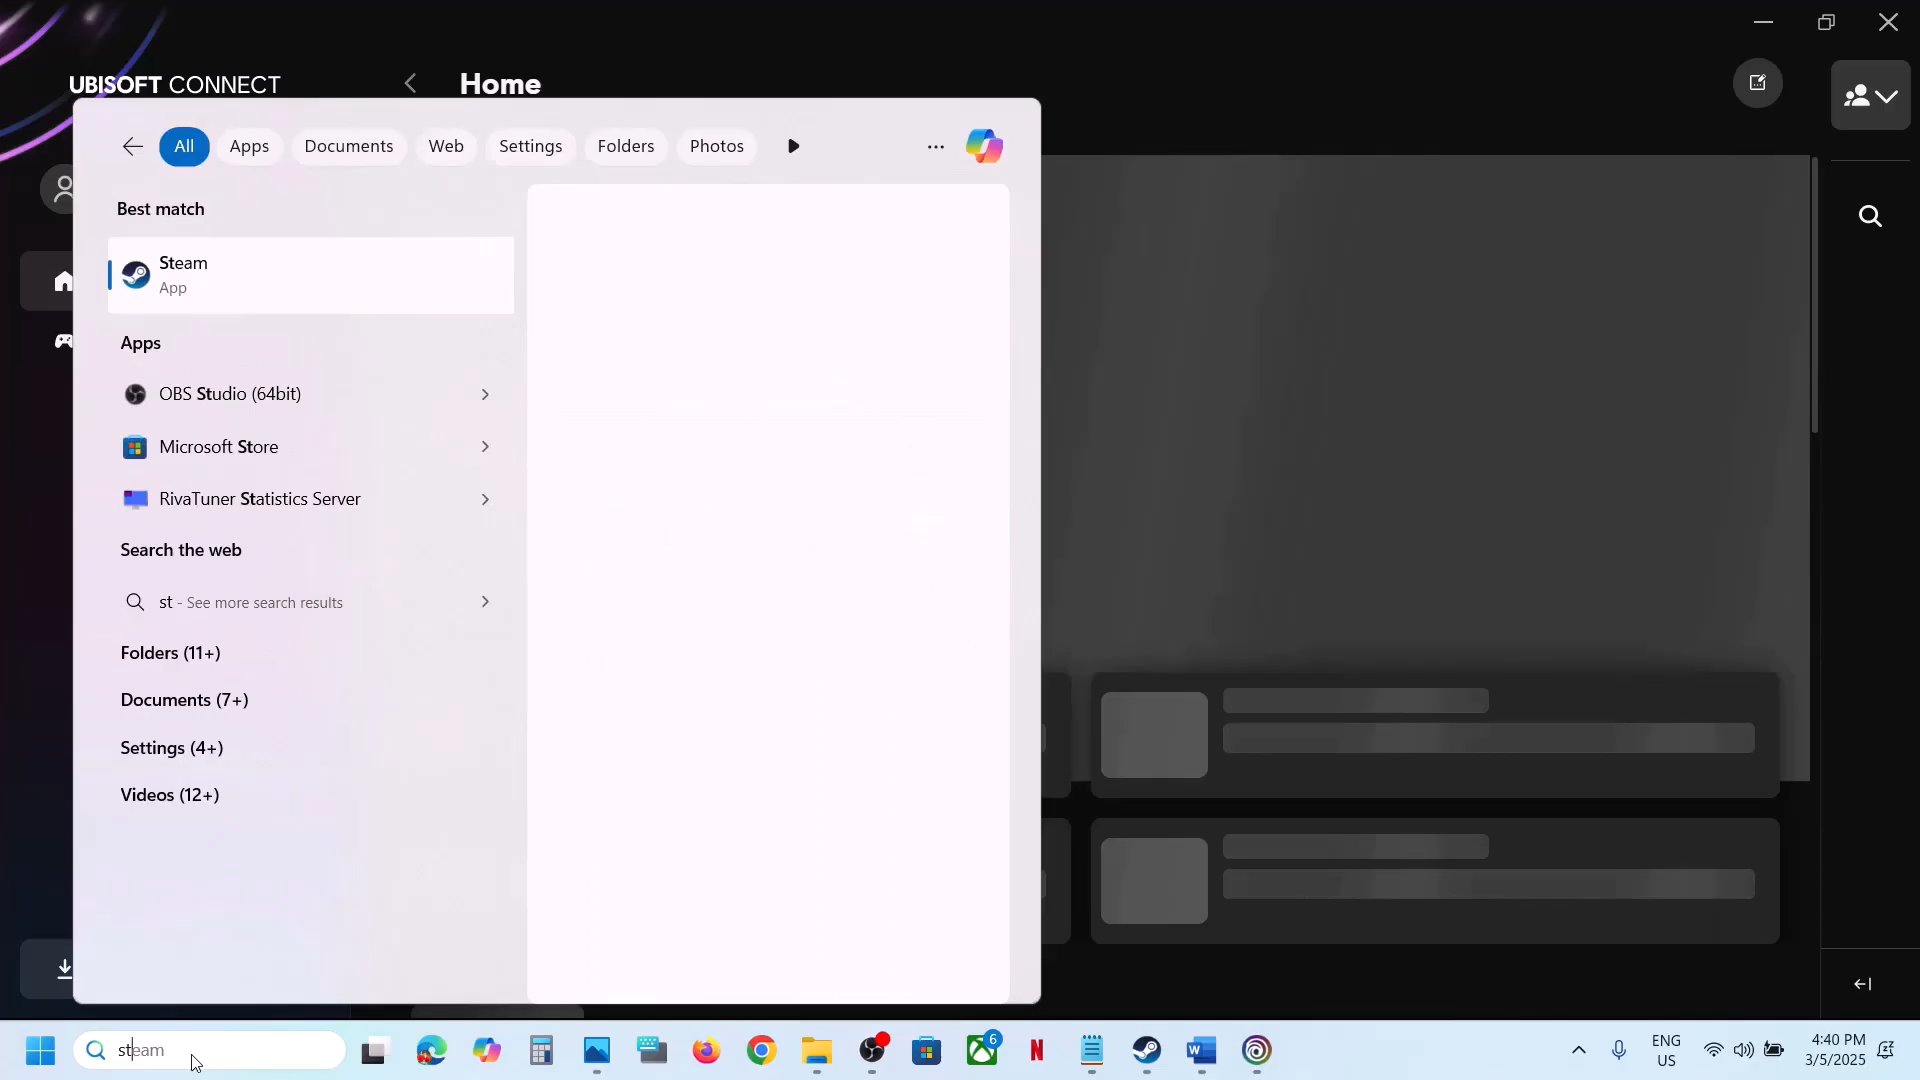 UBISOFT CONNECT
Home
All
Apps
Documents
Web
Settings
Folders
Photos
Best match
Steam
App
Apps
OBS Studio (64bit)
Microsoft Store
RivaTuner Statistics Server
Search the web
st - See more search results
Folders (11+)
Documents (7+)
Settings (4+)
Videos (12+)
steam
6
N
W
ENG
US
4:40 PM
3/5/2025